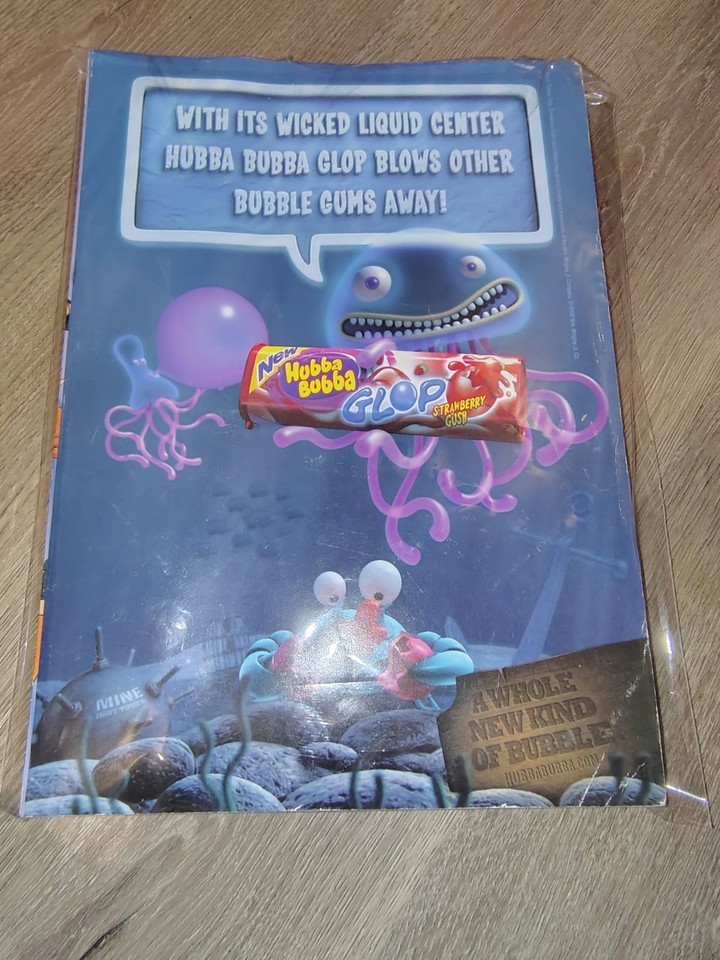 WITH ITS WICKED LIQUID CENTER
HUBBA BUBBA GLOP BLOWS OTHER
BUBBLE GUMS AWAY!
New
Hubba
Bubba
GLOP
STRAWBERRY
GUSH
MINE
A WHOLE
NEW KIND
OF BUBBLE
HUBBABUBBA.COM